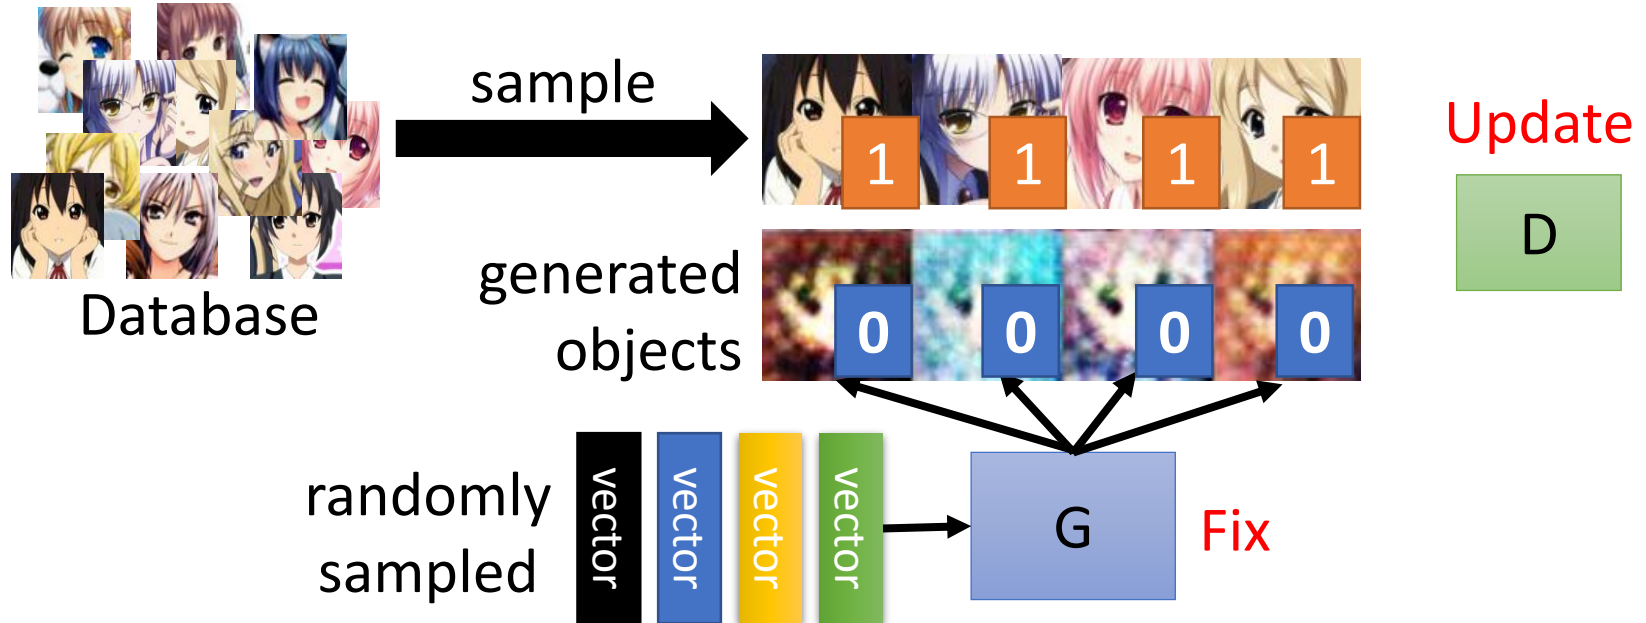 sample
1 1 1 1
Update
D
Database
generated
objects
0 0 0 0
randomly
sampled
vector vector vector vector
G
Fix